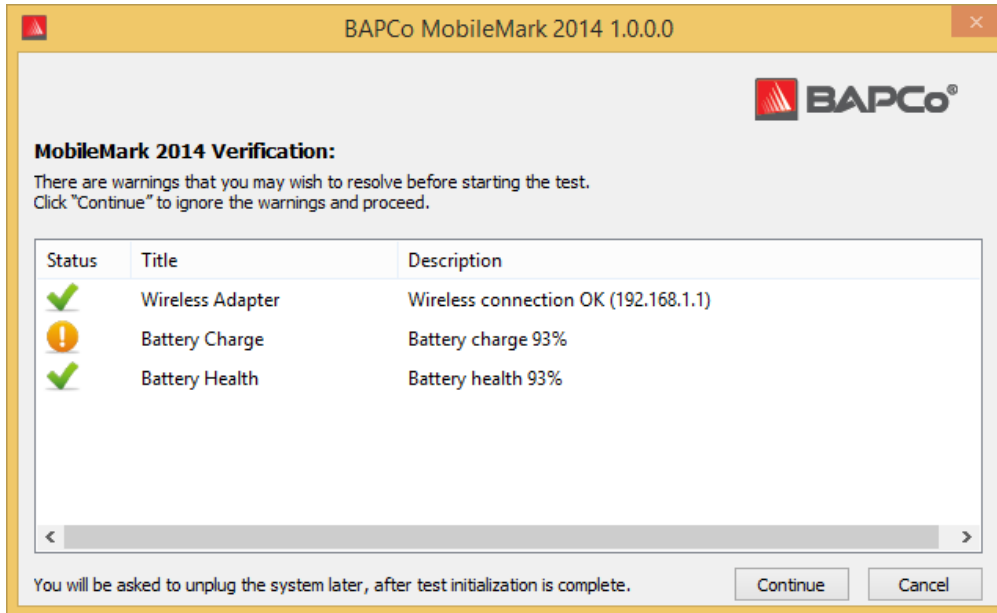 BAPCo MobileMark 2014 1.0.0.0
BAPCo®
MobileMark 2014 Verification:
There are warnings that you may wish to resolve before starting the test.
Click “Continue” to ignore the warnings and proceed.
Status Title Description
Wireless Adapter Wireless connection OK (192.168.1.1)
Battery Charge Battery charge 93%
Battery Health Battery health 93%
You will be asked to unplug the system later, after test initialization is complete. Continue Cancel